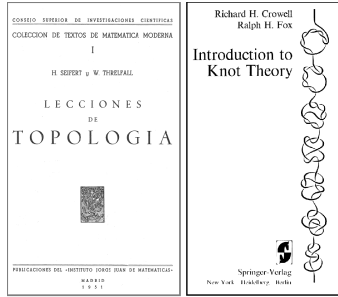 CONSEJO SUPERIOR DE INVESTIGACIONES CIENTIFICAS
COLECCION DE TEXTOS DE MATEMATICA MODERNA
I
H. SEIFERT y W. THRELFALL
LECCIONES
DE
TOPOLOGIA
PUBLICACIONES DEL «INSTITUTO JORGE JUAN DE MATEMATICAS»
MADRID
1951
Richard H. Crowell
Ralph H. Fox
Introduction to
Knot Theory
Springer-Verlag
New York Heidelberg Berlin